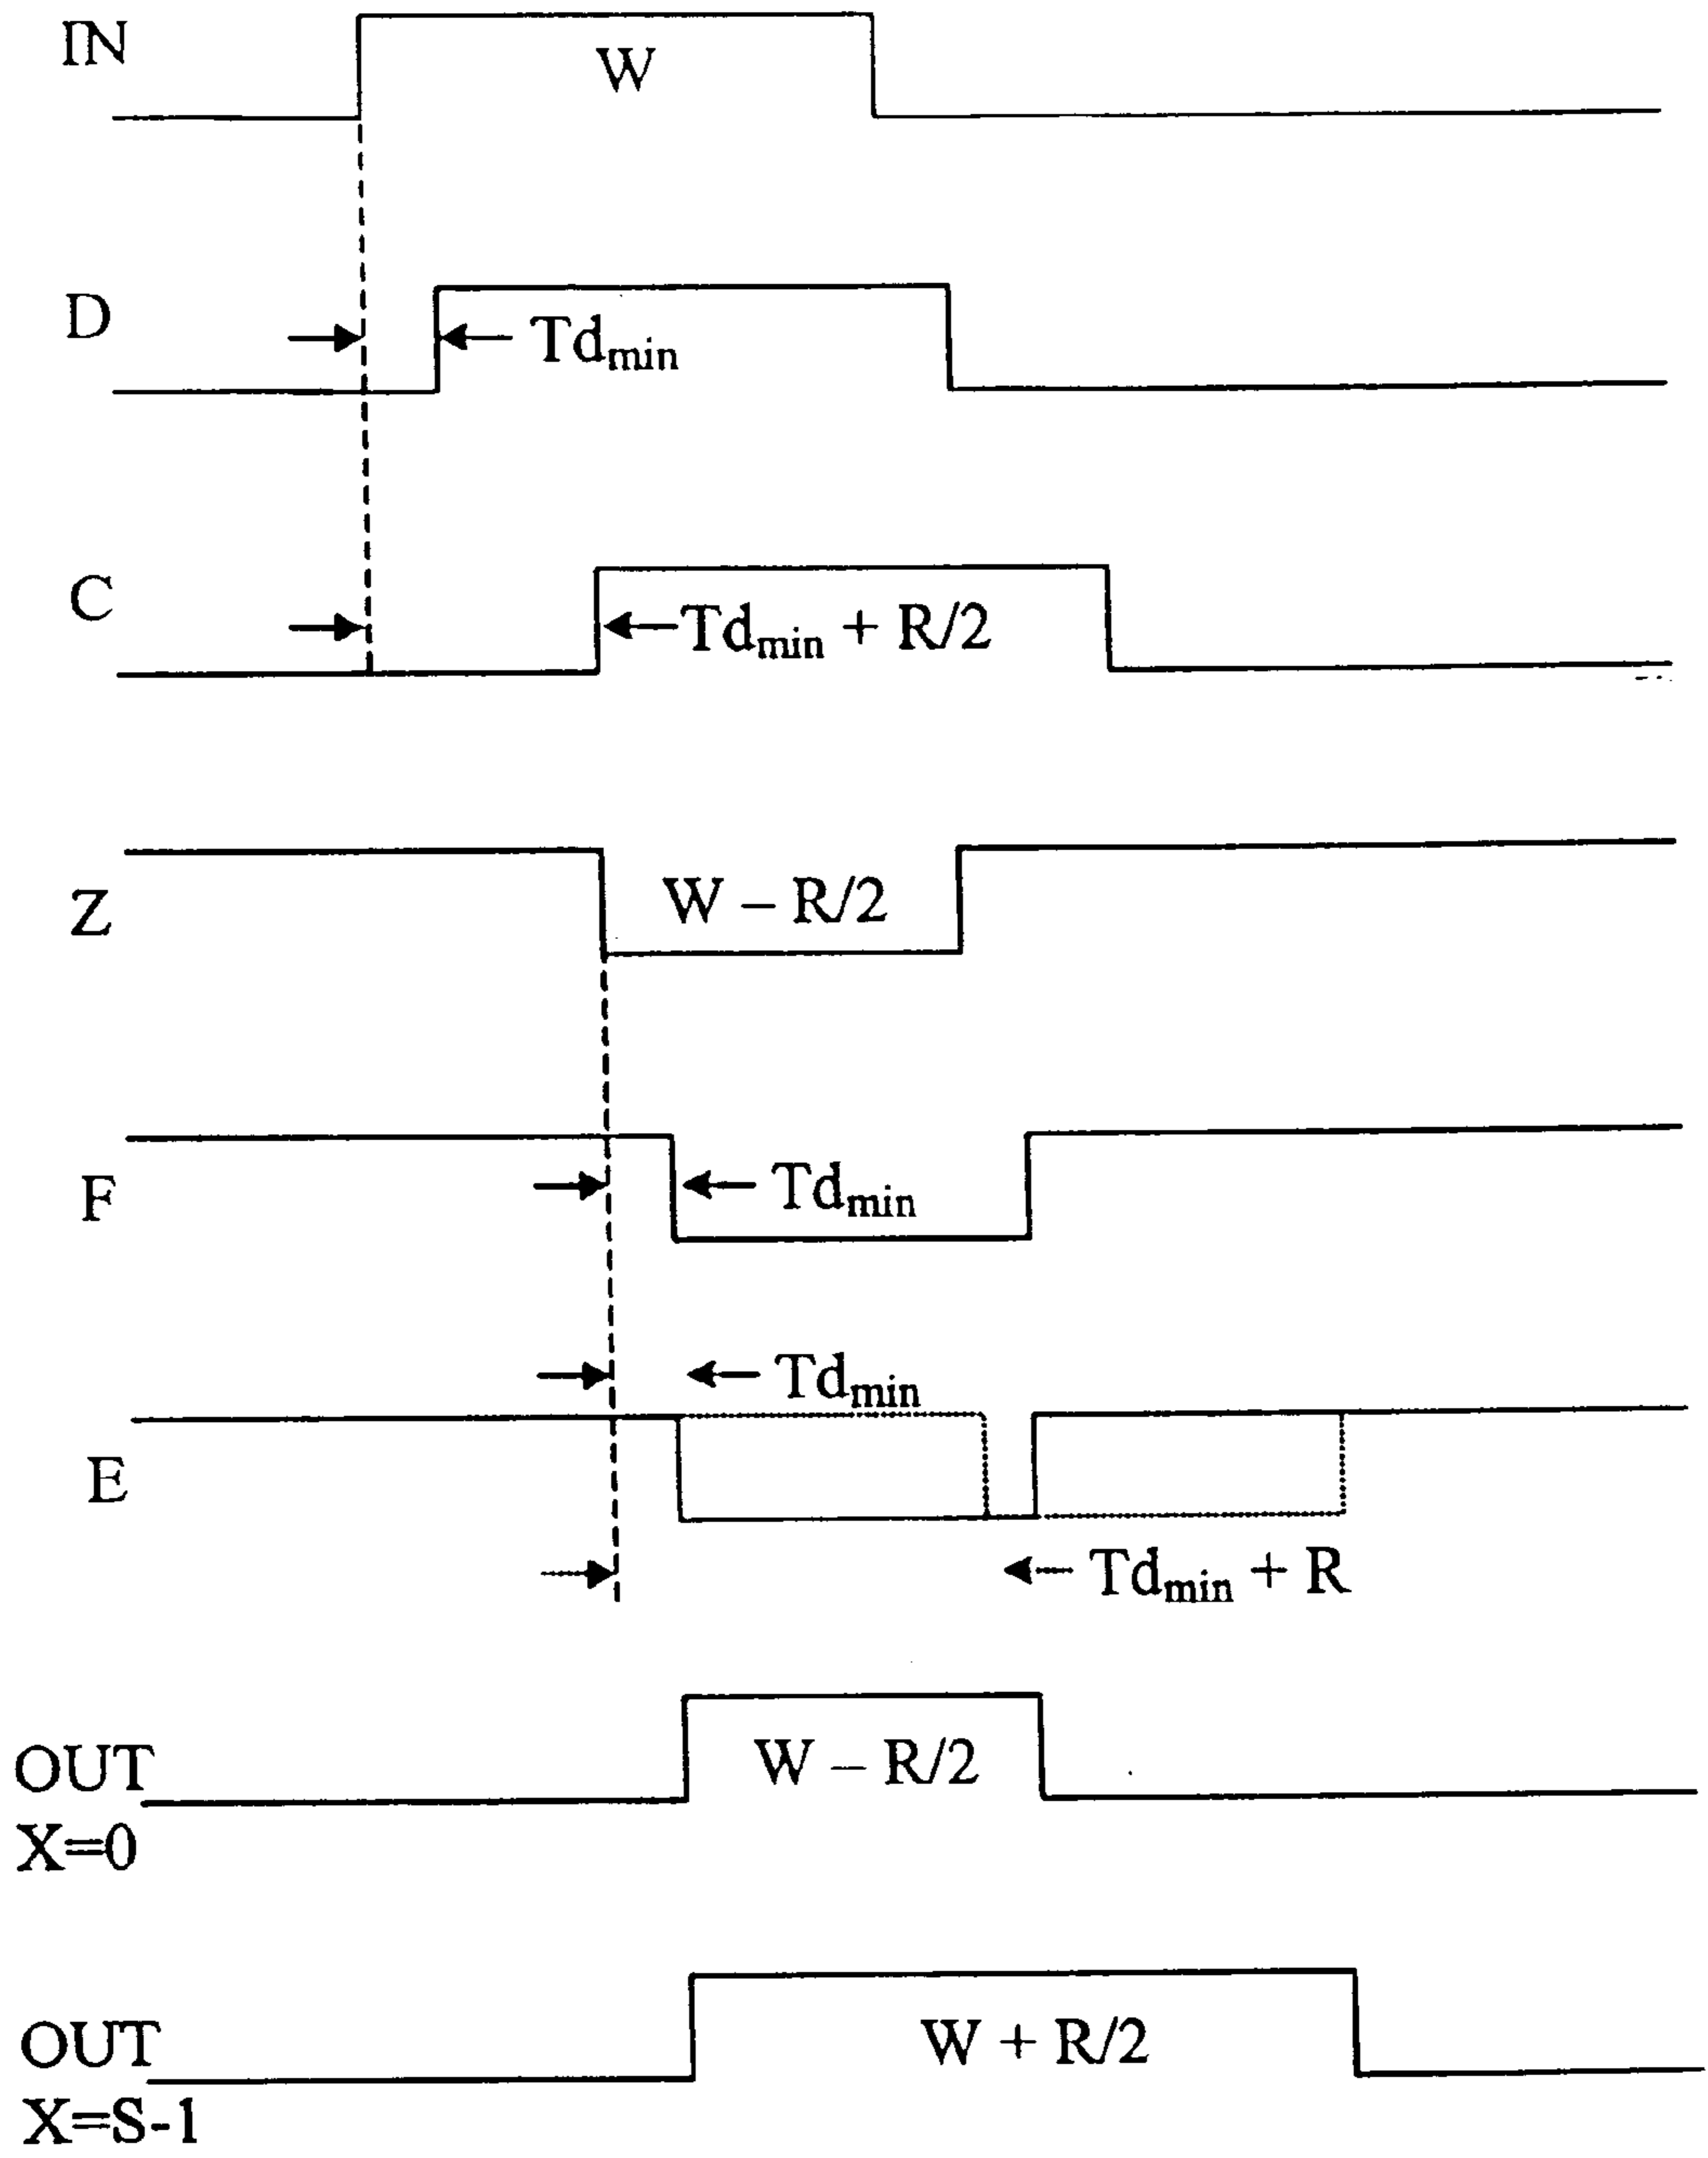 IN
W
D
Td_min
C
Td_min + R/2
Z
W – R/2
F
Td_min
Td_min
E
Td_min + R
OUT
X=0
W – R/2
OUT
X=S-1
W + R/2